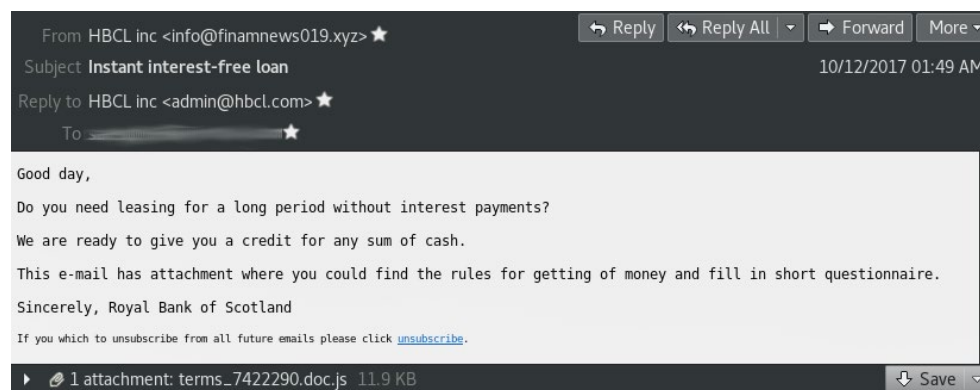 From HBCL inc <info@finamnews019.xyz> Reply Reply All Forward More
Subject Instant interest-free loan 10/12/2017 01:49 AM
Reply to HBCL inc <admin@hbcl.com>
To
Good day,
Do you need leasing for a long period without interest payments?
We are ready to give you a credit for any sum of cash.
This e-mail has attachment where you could find the rules for getting of money and fill in short questionnaire.
Sincerely, Royal Bank of Scotland
If you which to unsubscribe from all future emails please click unsubscribe.
1 attachment: terms_7422290.doc.js 11.9 KB Save